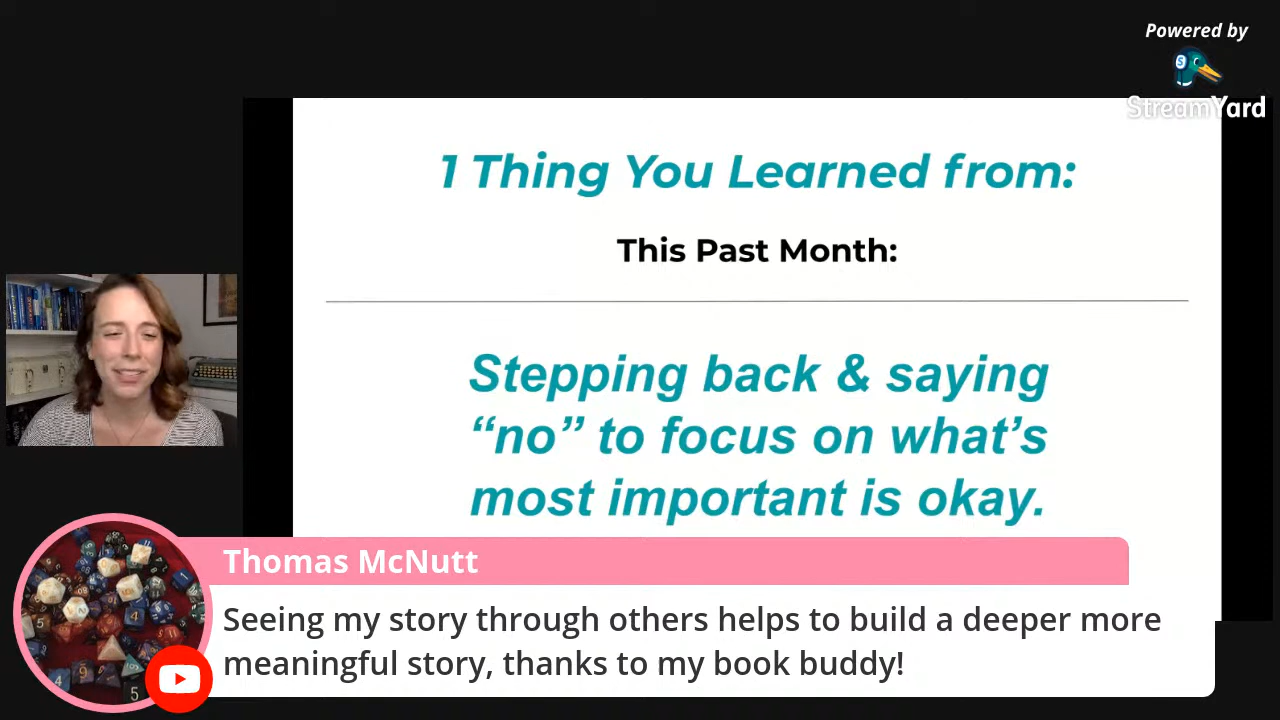 Powered by
StreamYard
1 Thing You Learned from:
This Past Month:
Stepping back & saying
“no” to focus on what’s
most important is okay.
Thomas McNutt
Seeing my story through others helps to build a deeper more
meaningful story, thanks to my book buddy!